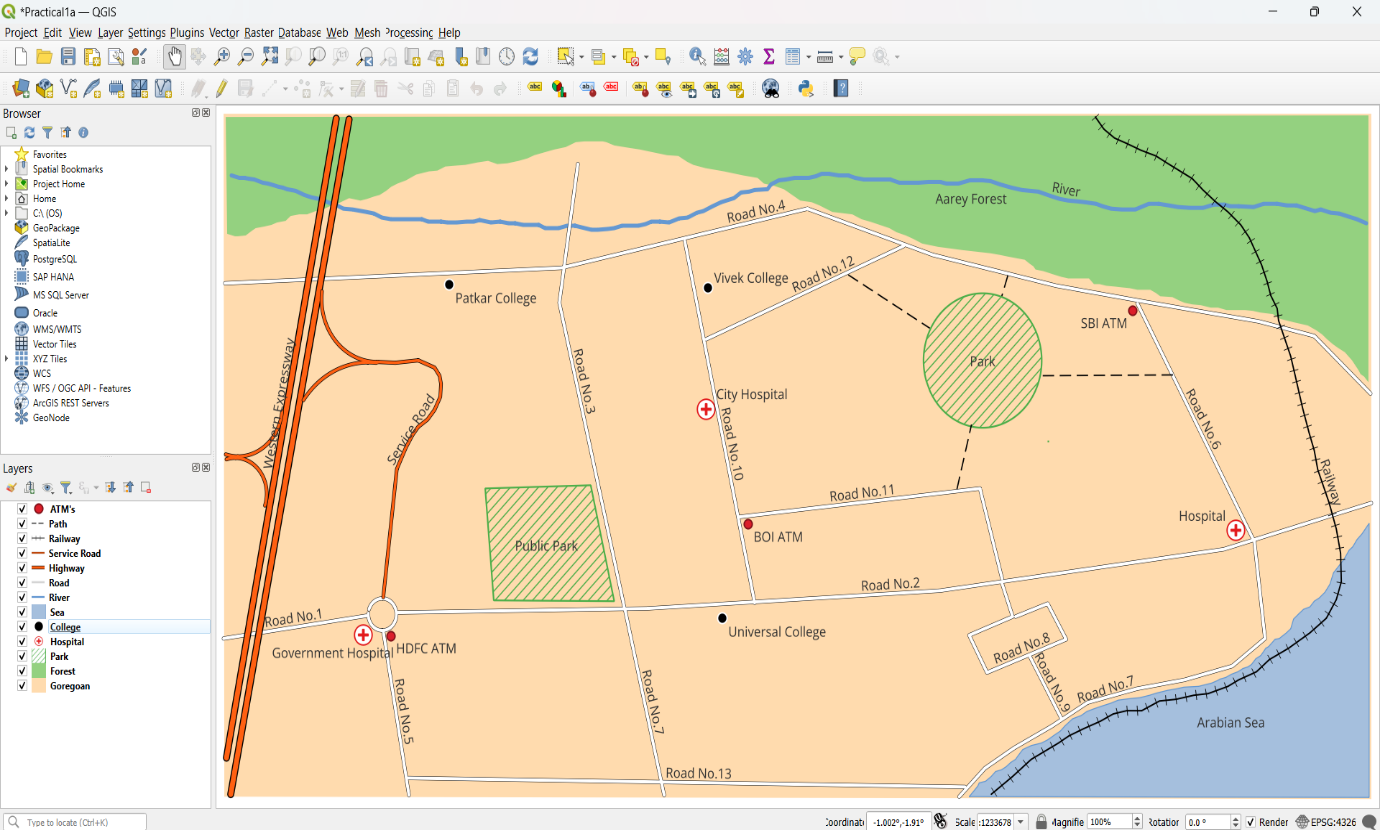 *Practical1a — QGIS
Project Edit View Layer Settings Plugins Vector Raster Database Web Mesh Processing Help
Browser
Favorites
Spatial Bookmarks
Project Home
Home
C:\ (OS)
GeoPackage
SpatiaLite
PostgreSQL
SAP HANA
MS SQL Server
Oracle
WMS/WMTS
Vector Tiles
XYZ Tiles
WCS
WFS / OGC API - Features
ArcGIS REST Servers
GeoNode
Layers
ATM's
Path
Railway
Service Road
Highway
Road
River
Sea
College
Hospital
Park
Forest
Goregoan
River
Aarey Forest
Road No.4
Road No.12
Vivek College
Patkar College
SBI ATM
Park
Western Expressway
Service Road
Road No.3
City Hospital
Road No.10
Road No.6
Railway
Road No.11
Hospital
BOI ATM
Public Park
Road No.2
Road No.1
Universal College
Government Hospital
HDFC ATM
Road No.8
Road No.9
Road No.7
Road No.5
Road No.7
Arabian Sea
Road No.13
Type to locate (Ctrl+K)
Coordinate -1.002°,-1.91° Scale :1233678 Magnifie 100% Rotation 0.0 ° Render EPSG:4326